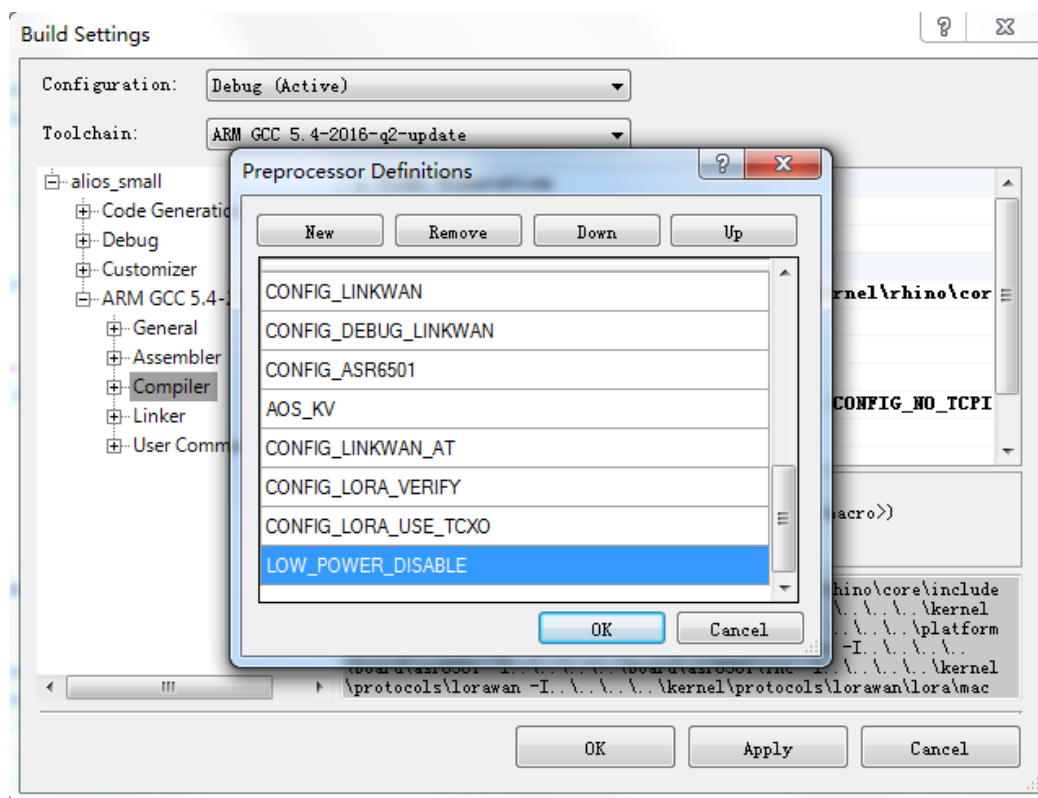 Build Settings
Configuration: Debug (Active)
Toolchain: ARM GCC 5.4-2016-q2-update
alios_small
Code Generatio
Debug
Customizer
ARM GCC 5.4-
General
Assembler
Compiler
Linker
User Comm
Preprocessor Definitions
New Remove Down Up
CONFIG_LINKWAN
CONFIG_DEBUG_LINKWAN
CONFIG_ASR6501
AOS_KV
CONFIG_LINKWAN_AT
CONFIG_LORA_VERIFY
CONFIG_LORA_USE_TCXO
LOW_POWER_DISABLE
OK Cancel
rnel\rhino\cor
CONFIG_NO_TCPI
acro>)
hino\core\include
\..\..\..\kernel
..\..\..\platform
-I..\..\..\..
\..\..\..\kernel
\protocols\lorawan -I..\..\..\..\kernel\protocols\lorawan\lora\mac
OK Apply Cancel